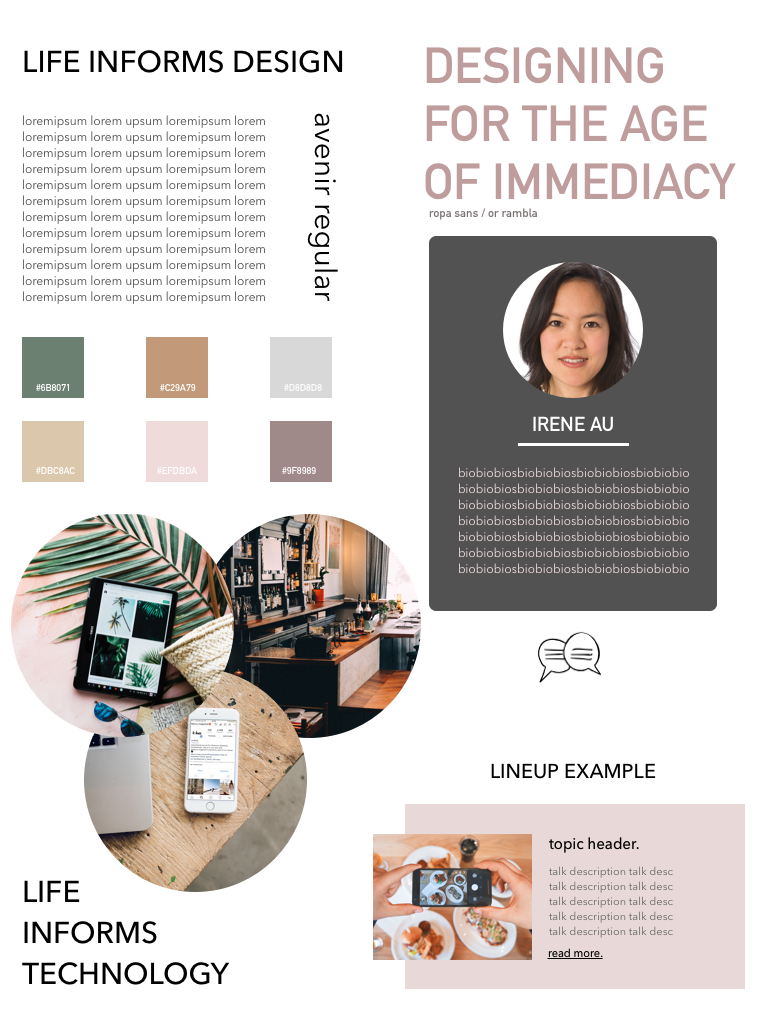 LIFE INFORMS DESIGN
loremipsum lorem upsum loremipsum lorem
loremipsum lorem upsum loremipsum lorem
loremipsum lorem upsum loremipsum lorem
loremipsum lorem upsum loremipsum lorem
loremipsum lorem upsum loremipsum lorem
loremipsum lorem upsum loremipsum lorem
loremipsum lorem upsum loremipsum lorem
loremipsum lorem upsum loremipsum lorem
loremipsum lorem upsum loremipsum lorem
loremipsum lorem upsum loremipsum lorem
loremipsum lorem upsum loremipsum lorem
loremipsum lorem upsum loremipsum lorem
avenir regular
#6B8071
#C29A79
#D8D8D8
#DBC8AC
#EFDBDA
#9F8989
LIFE
INFORMS
TECHNOLOGY
DESIGNING
FOR THE AGE
OF IMMEDIACY
ropa sans / or rambla
IRENE AU
biobiobiosbiobiobiosbiobiobiosbiobiobio
biobiobiosbiobiobiosbiobiobiosbiobiobio
biobiobiosbiobiobiosbiobiobiosbiobiobio
biobiobiosbiobiobiosbiobiobiosbiobiobio
biobiobiosbiobiobiosbiobiobiosbiobiobio
biobiobiosbiobiobiosbiobiobiosbiobiobio
biobiobiosbiobiobiosbiobiobiosbiobiobio
LINEUP EXAMPLE
topic header.
talk description talk desc
talk description talk desc
talk description talk desc
talk description talk desc
talk description talk desc
read more.